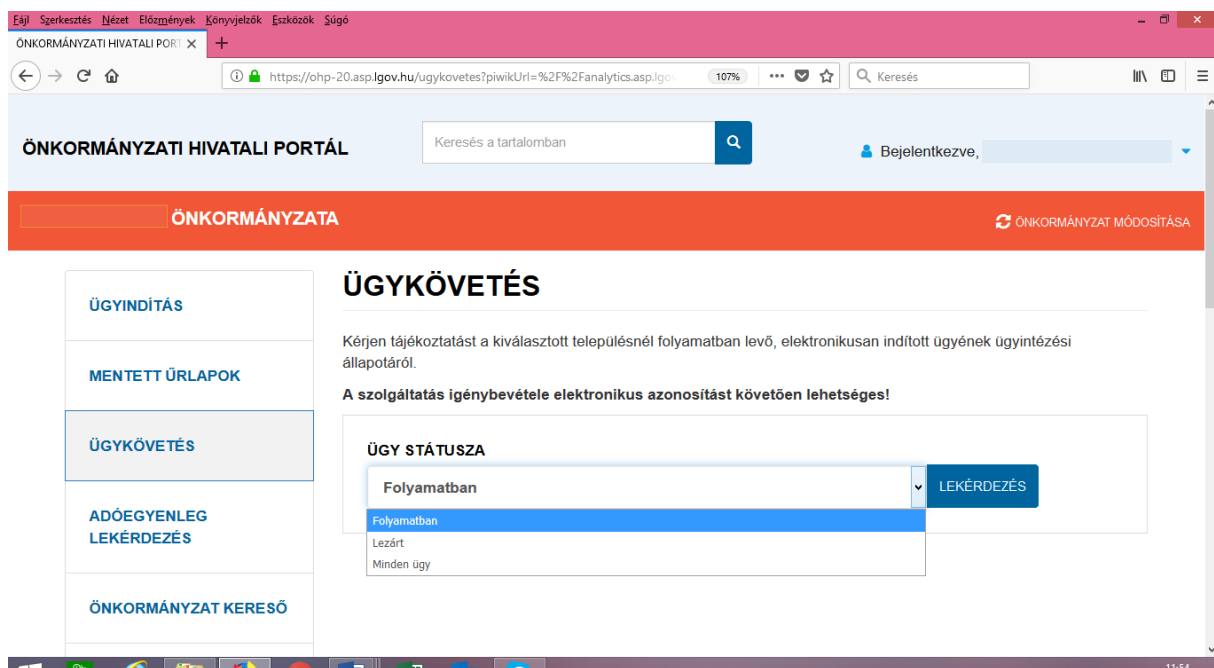 Fájl Szerkesztés Nézet Előzmények Könyvjelzők Eszközök Súgó
ÖNKORMÁNYZATI HIVATALI PORT
https://ohp-20.asp.lgov.hu/ugykovetes?piwikUrl=%2F%2Fanalytics.asp.lgov
107%
Keresés
ÖNKORMÁNYZATI HIVATALI PORTÁL
Keresés a tartalomban
Bejelentkezve,
ÖNKORMÁNYZATA
ÖNKORMÁNYZAT MÓDOSÍTÁSA
ÜGYINDÍTÁS
MENTETT ŰRLAPOK
ÜGYKÖVETÉS
ADÓEGYENLEG
LEKÉRDEZÉS
ÖNKORMÁNYZAT KERESŐ
ÜGYKÖVETÉS
Kérjen tájékoztatást a kiválasztott településnél folyamatban levő, elektronikusan indított ügyének ügyintézési
állapotáról.
A szolgáltatás igénybevétele elektronikus azonosítást követően lehetséges!
ÜGY STÁTUSZA
Folyamatban
LEKÉRDEZÉS
Folyamatban
Lezárt
Minden ügy
11:54